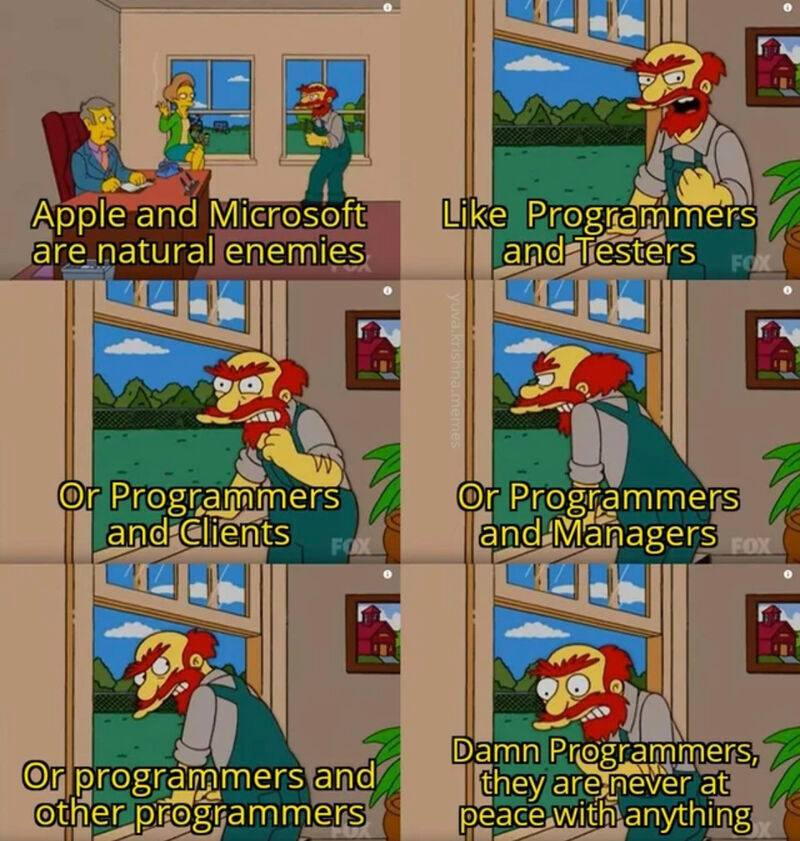 Apple and Microsoft
are natural enemies
Like Programmers
and Testers
FOX
Or Programmers
and Clients
FOX
yuva.krishna.memes
Or Programmers
and Managers
FOX
Or programmers and
other programmers
FOX
Damn Programmers,
they are never at
peace with anything